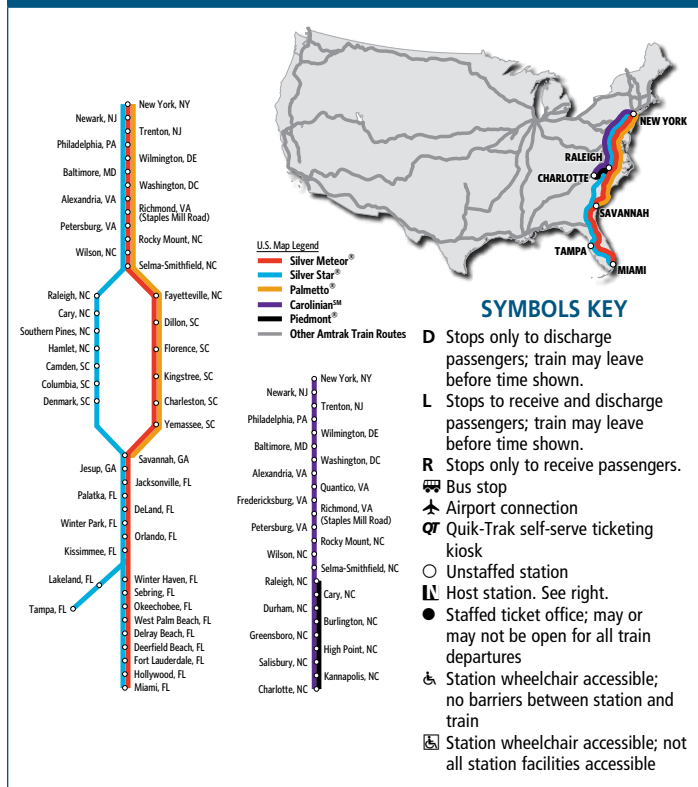 New York, NY
Newark, NJ
Trenton, NJ
Philadelphia, PA
Wilmington, DE
Baltimore, MD
Washington, DC
Alexandria, VA
Richmond, VA
(Staples Mill Road)
Petersburg, VA
Rocky Mount, NC
Wilson, NC
Selma-Smithfield, NC
Raleigh, NC
Fayetteville, NC
Cary, NC
Dillon, SC
Southern Pines, NC
Hamlet, NC
Florence, SC
Camden, SC
Kingstree, SC
Columbia, SC
Denmark, SC
Charleston, SC
Yemassee, SC
Savannah, GA
Jesup, GA
Jacksonville, FL
Palatka, FL
DeLand, FL
Winter Park, FL
Orlando, FL
Kissimmee, FL
Lakeland, FL
Winter Haven, FL
Sebring, FL
Tampa, FL
Okeechobee, FL
West Palm Beach, FL
Delray Beach, FL
Deerfield Beach, FL
Fort Lauderdale, FL
Hollywood, FL
Miami, FL
NEW YORK
RALEIGH
CHARLOTTE
SAVANNAH
TAMPA
MIAMI
U.S. Map Legend
Silver Meteor®
Silver Star®
Palmetto®
Carolinian℠
Piedmont®
Other Amtrak Train Routes
New York, NY
Newark, NJ
Trenton, NJ
Philadelphia, PA
Wilmington, DE
Baltimore, MD
Washington, DC
Alexandria, VA
Quantico, VA
Fredericksburg, VA
Richmond, VA
(Staples Mill Road)
Petersburg, VA
Rocky Mount, NC
Wilson, NC
Selma-Smithfield, NC
Raleigh, NC
Cary, NC
Durham, NC
Burlington, NC
Greensboro, NC
High Point, NC
Salisbury, NC
Kannapolis, NC
Charlotte, NC
SYMBOLS KEY
D Stops only to discharge
passengers; train may leave
before time shown.
L Stops to receive and discharge
passengers; train may leave
before time shown.
R Stops only to receive passengers.
Bus stop
Airport connection
QT Quik-Trak self-serve ticketing
kiosk
Unstaffed station
Host station. See right.
Staffed ticket office; may or
may not be open for all train
departures
Station wheelchair accessible;
no barriers between station and
train
Station wheelchair accessible; not
all station facilities accessible